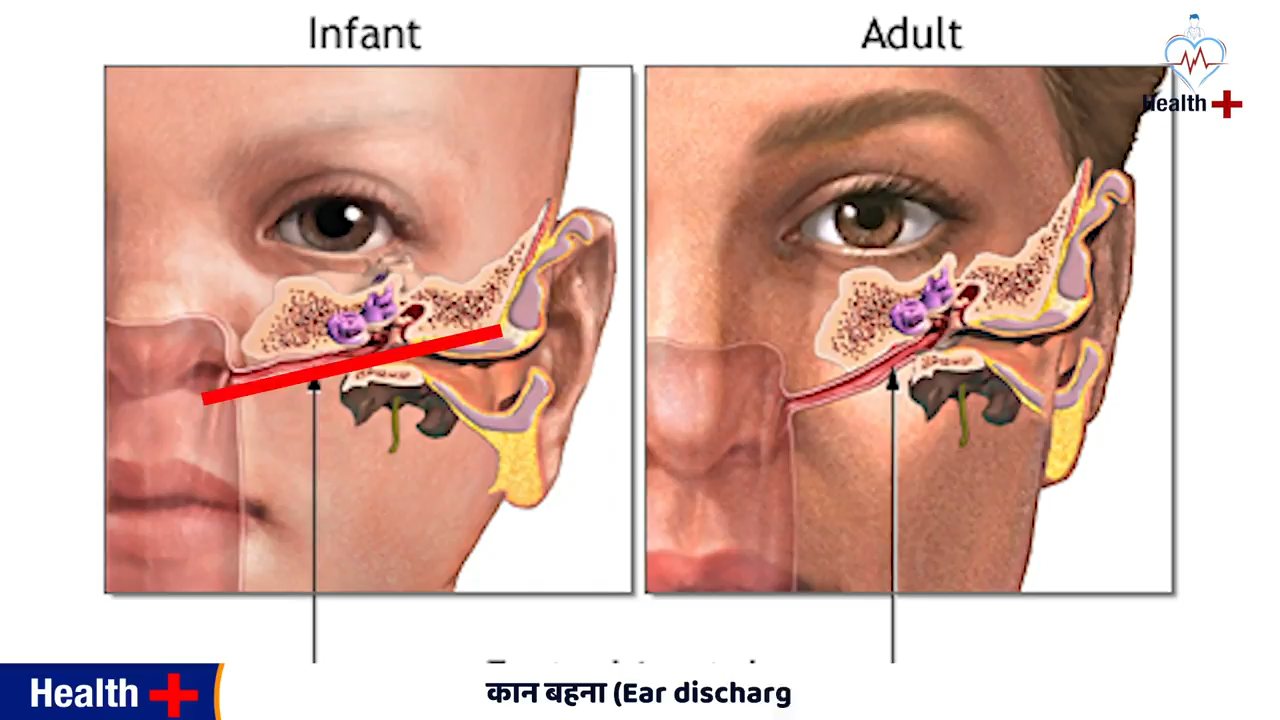 Infant
Adult
Health
Health
कान बहना (Ear discharg